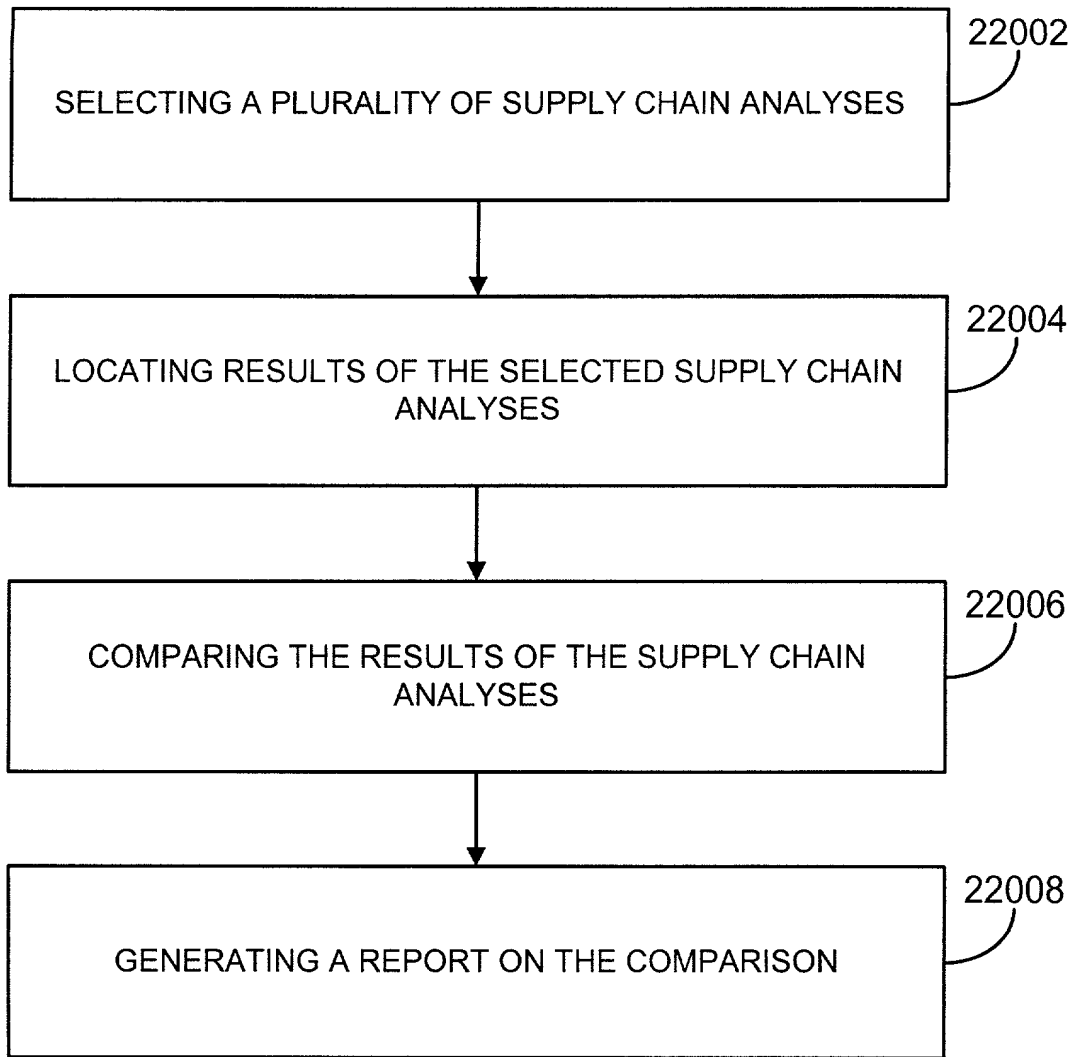 22002
SELECTING A PLURALITY OF SUPPLY CHAIN ANALYSES
22004
LOCATING RESULTS OF THE SELECTED SUPPLY CHAIN
ANALYSES
22006
COMPARING THE RESULTS OF THE SUPPLY CHAIN
ANALYSES
22008
GENERATING A REPORT ON THE COMPARISON